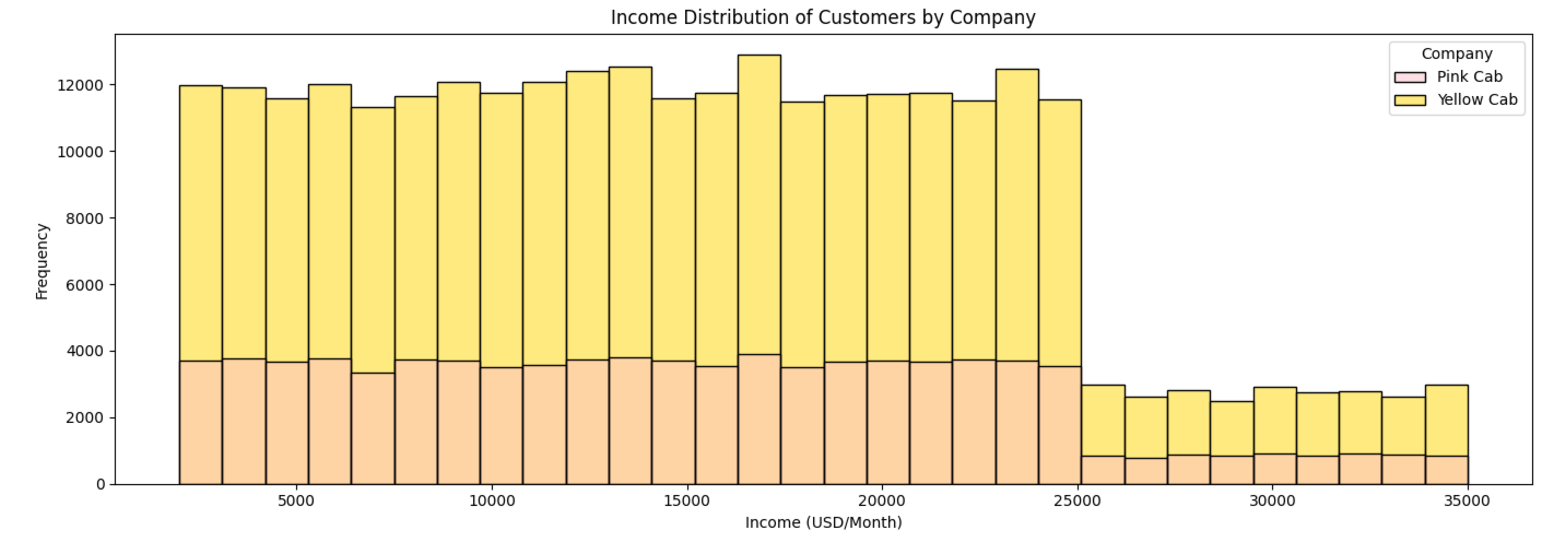 Income Distribution of Customers by Company
Company
Pink Cab
Yellow Cab
12000
10000
8000
6000
4000
2000
0
Frequency
5000 10000 15000 20000 25000 30000 35000
Income (USD/Month)